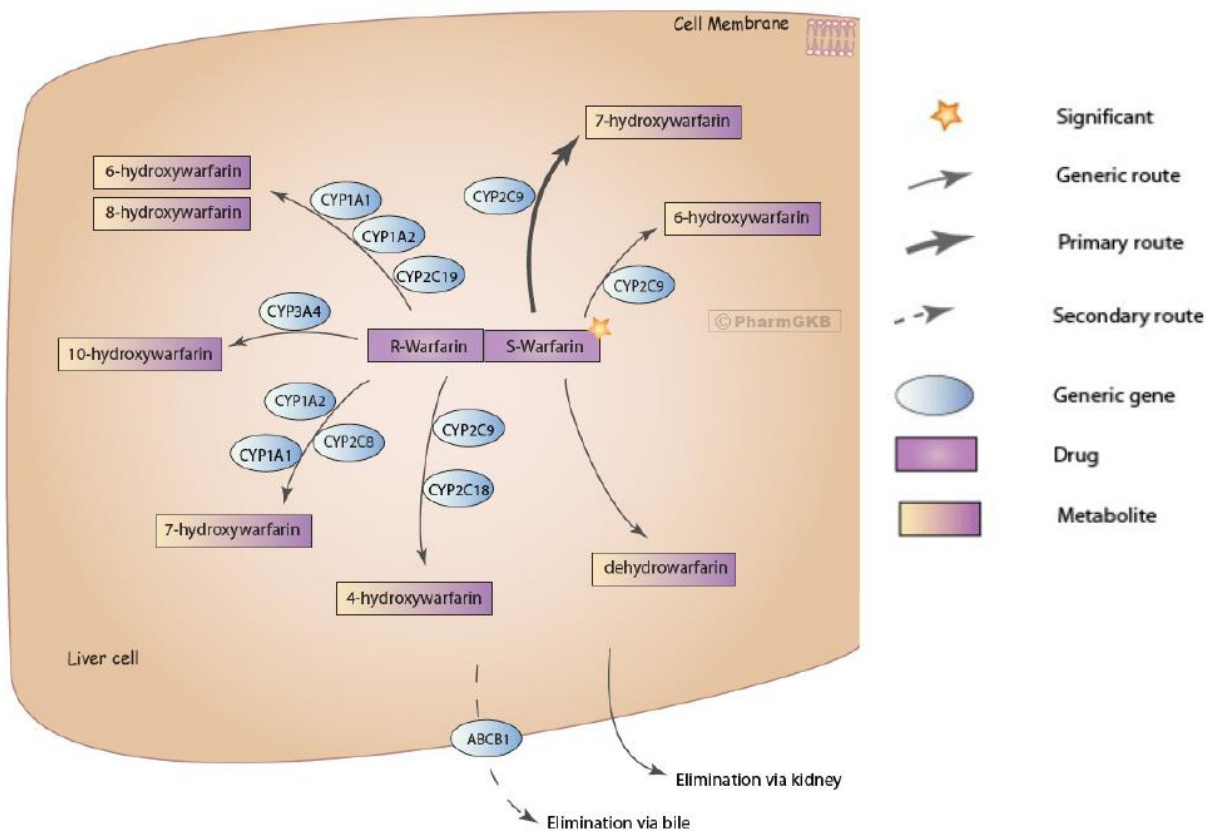 Cell Membrane
7-hydroxywarfarin
6-hydroxywarfarin
8-hydroxywarfarin
CYP1A1
CYP1A2
CYP2C19
CYP2C9
6-hydroxywarfarin
CYP2C9
CYP3A4
10-hydroxywarfarin
R-Warfarin
S-Warfarin
© PharmGKB
CYP1A2
CYP1A1
CYP2C8
CYP2C9
CYP2C18
7-hydroxywarfarin
4-hydroxywarfarin
dehydrowarfarin
Liver cell
ABCB1
Elimination via kidney
Elimination via bile
Significant
Generic route
Primary route
Secondary route
Generic gene
Drug
Metabolite